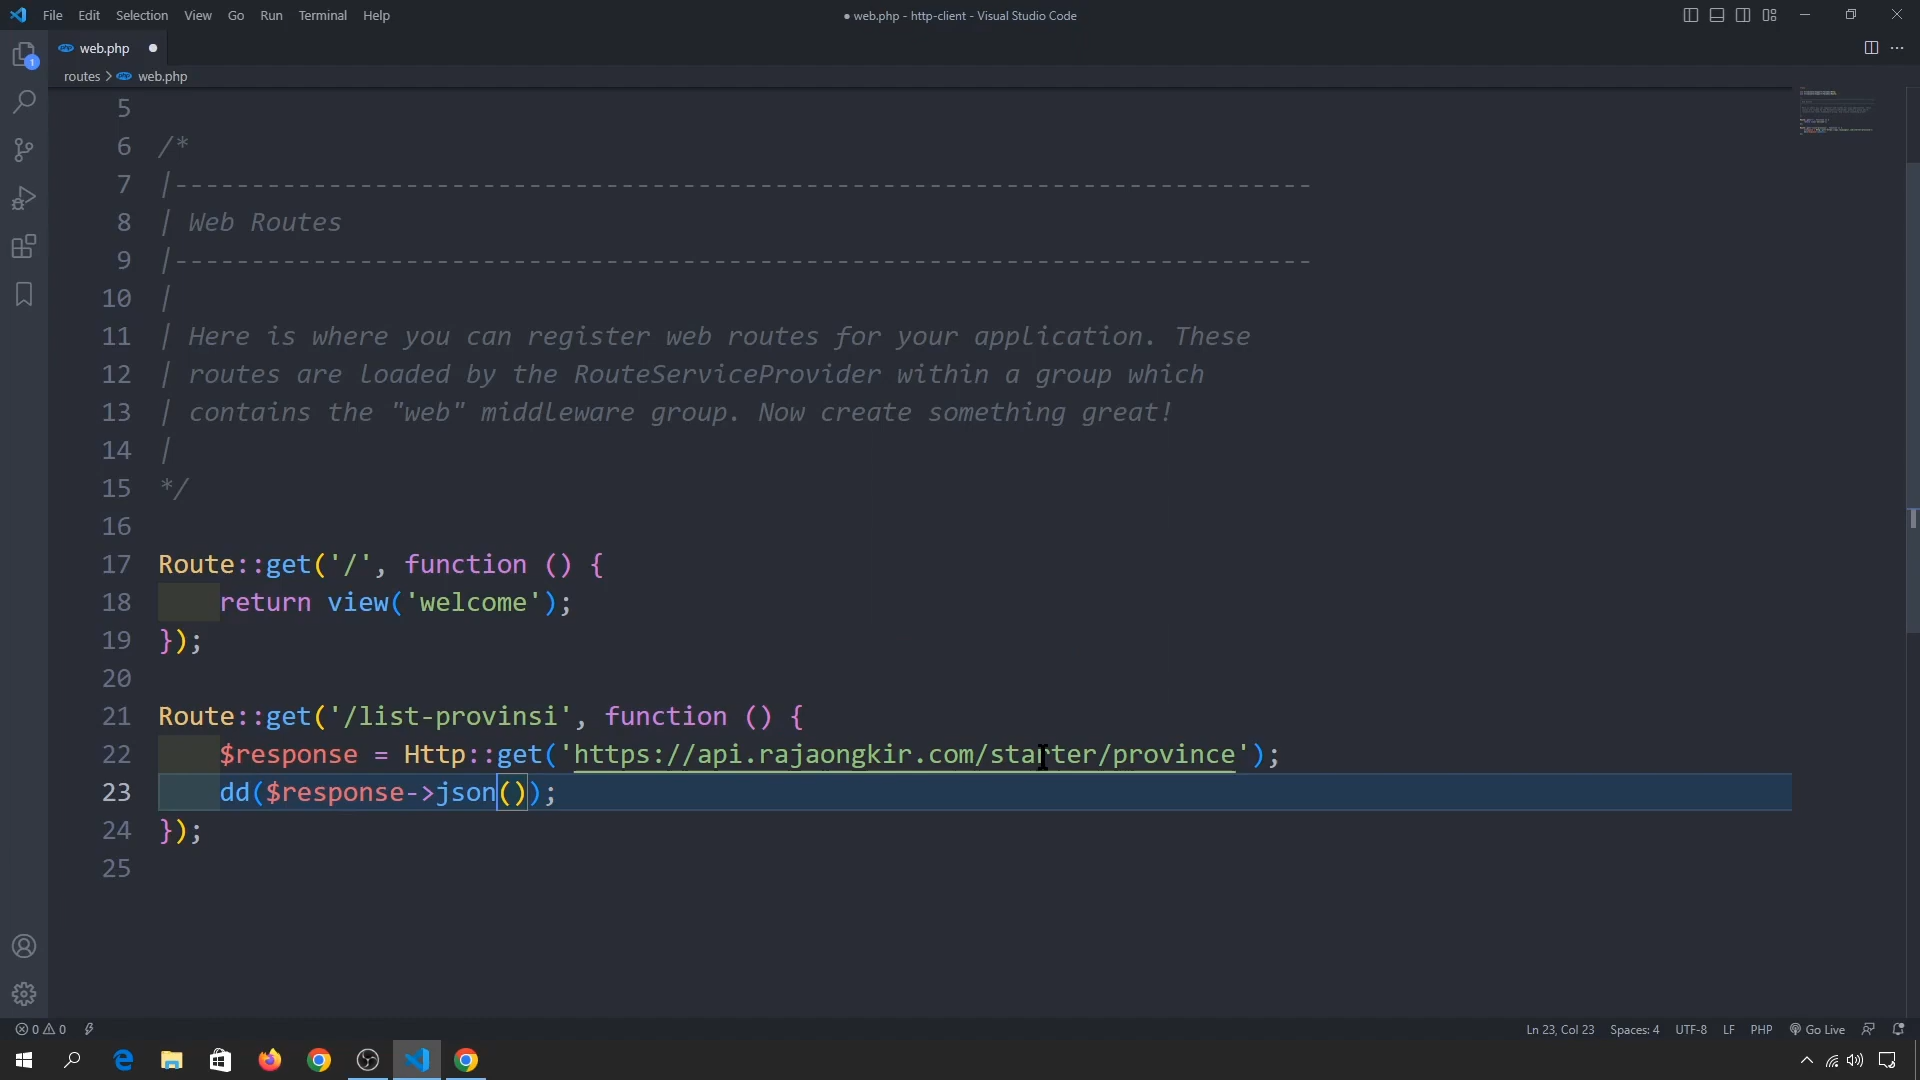 File Edit Selection View Go Run Terminal Help
● web.php - http-client - Visual Studio Code
web.php
routes > web.php
5
6 /*
7 |--------------------------------------------------------------------------
8 | Web Routes
9 |--------------------------------------------------------------------------
10 |
11 | Here is where you can register web routes for your application. These
12 | routes are loaded by the RouteServiceProvider within a group which
13 | contains the "web" middleware group. Now create something great!
14 |
15 */
16
17 Route::get('/', function () {
18     return view('welcome');
19 });
20
21 Route::get('/list-provinsi', function () {
22     $response = Http::get('https://api.rajaongkir.com/starter/province');
23     dd($response->json());
24 });
25
1
0 0
Ln 23, Col 23 Spaces: 4 UTF-8 LF PHP Go Live